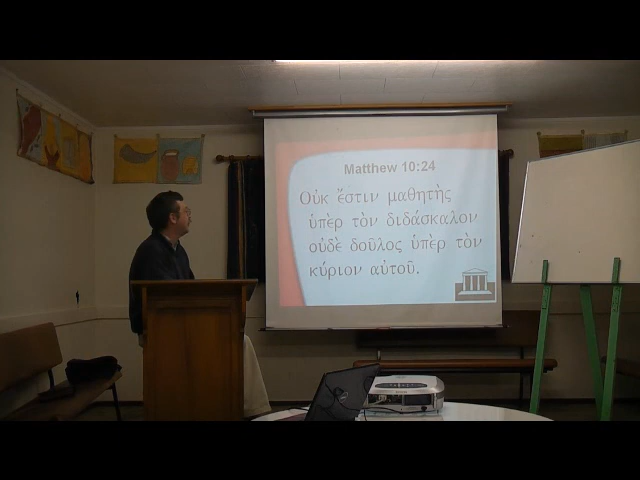 Matthew 10:24
Οὐκ ἔστιν μαθητὴς
ὑπὲρ τὸν διδάσκαλον
οὐδὲ δοῦλος ὑπὲρ τὸν
κύριον αὐτοῦ.